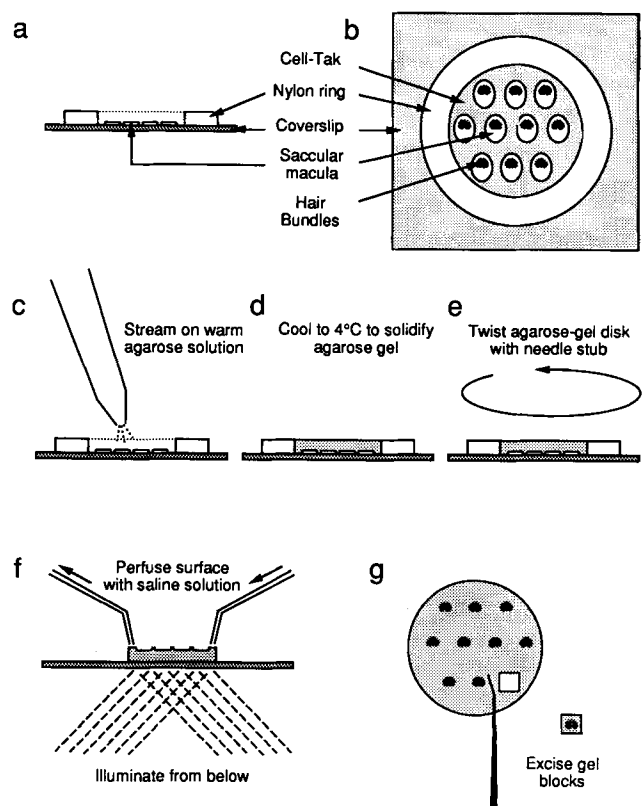 a
b
Cell-Tak
Nylon ring
Coverslip
Saccular
macula
Hair
Bundles
c
Stream on warm
agarose solution
d
Cool to 4°C to solidify
agarose gel
e
Twist agarose-gel disk
with needle stub
f
Perfuse surface
with saline solution
Illuminate from below
g
Excise gel
blocks